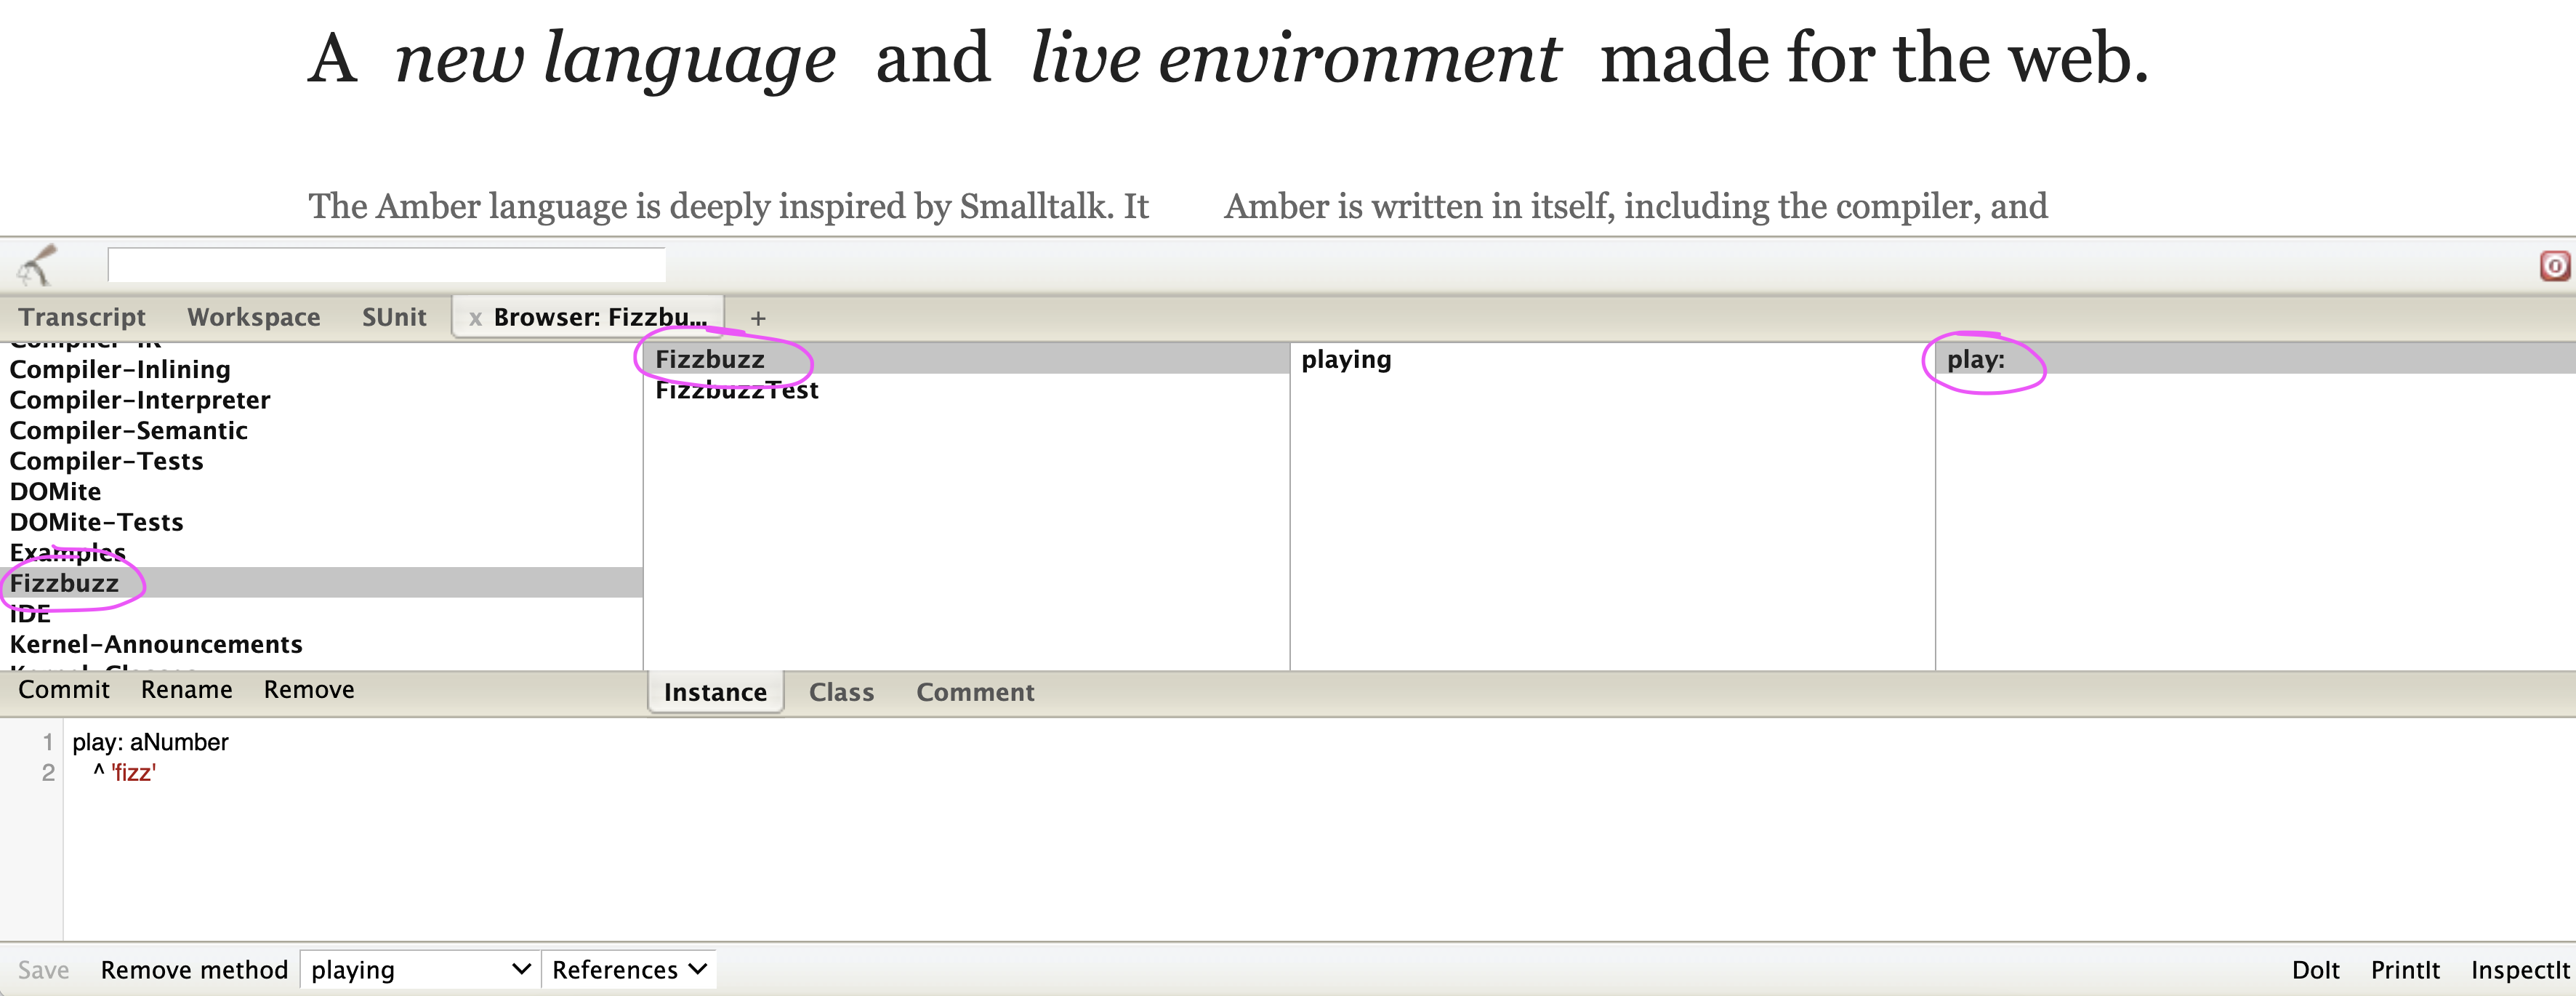 A new language and live environment made for the web.
The Amber language is deeply inspired by Smalltalk. It
Amber is written in itself, including the compiler, and
Transcript Workspace SUnit x Browser: Fizzbu... +
Compiler-IR
Compiler-Inlining
Compiler-Interpreter
Compiler-Semantic
Compiler-Tests
DOMite
DOMite-Tests
Examples
Fizzbuzz
IDE
Kernel-Announcements
Fizzbuzz
FizzbuzzTest
playing
play:
Commit Rename Remove
Instance Class Comment
1 play: aNumber
2 ^ 'fizz'
Save Remove method playing References DoIt PrintIt InspectIt